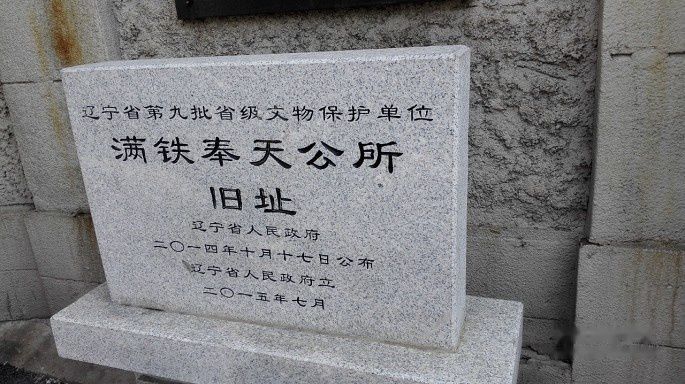 辽宁省第九批省级文物保护单位
满铁奉天公所
旧址
辽宁省人民政府
二〇一四年十月十七日公布
辽宁省人民政府立
二〇一五年七月